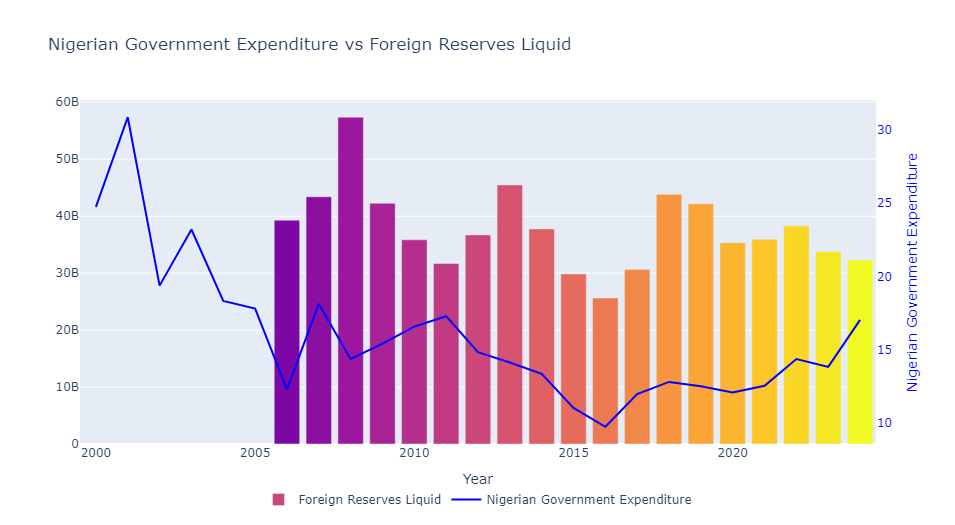 Nigerian Government Expenditure vs Foreign Reserves Liquid
60B
50B
40B
30B
20B
10B
0
30
25
20
15
10
Nigerian Government Expenditure
2000
2005
2010
2015
2020
Year
Foreign Reserves Liquid
Nigerian Government Expenditure